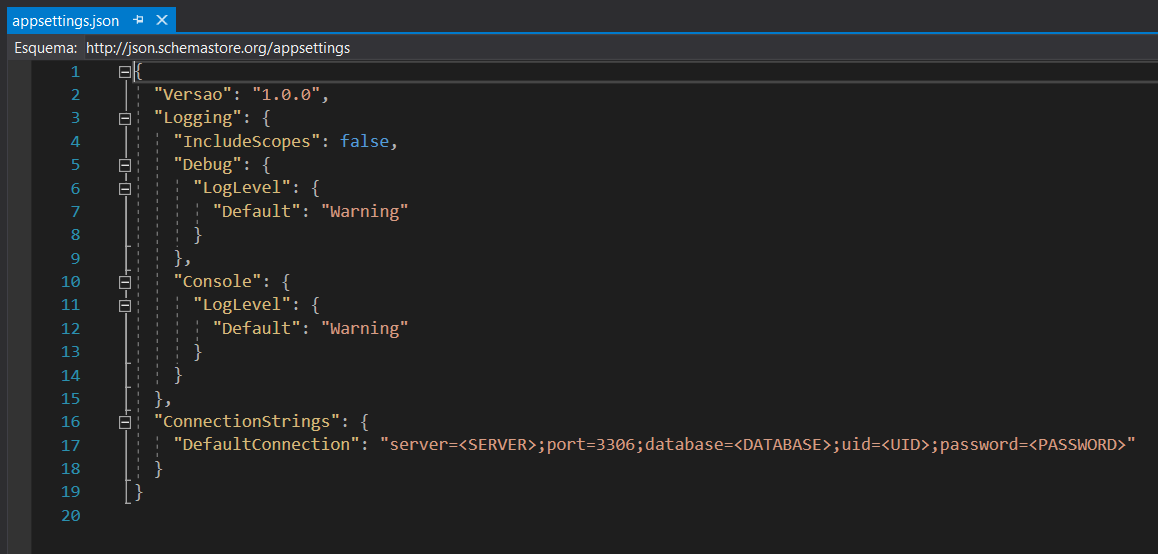 appsettings.json
Esquema: http://json.schemastore.org/appsettings
1 {
2 "Versao": "1.0.0",
3 "Logging": {
4 "IncludeScopes": false,
5 "Debug": {
6 "LogLevel": {
7 "Default": "Warning"
8 }
9 },
10 "Console": {
11 "LogLevel": {
12 "Default": "Warning"
13 }
14 }
15 },
16 "ConnectionStrings": {
17 "DefaultConnection": "server=<SERVER>;port=3306;database=<DATABASE>;uid=<UID>;password=<PASSWORD>"
18 }
19 }
20